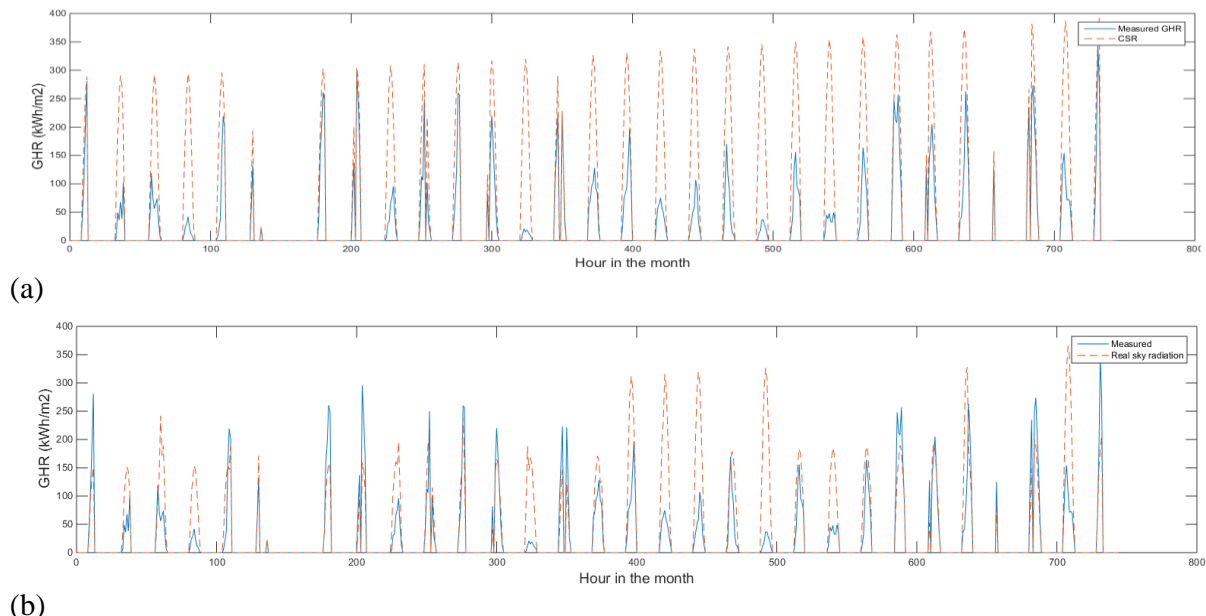 400
350
300
250
200
150
100
50
0
GHR (kWh/m2)
Measured GHR
CSR
0 100 200 300 400 500 600 700 800
Hour in the month
(a)
400
350
300
250
200
150
100
50
0
GHR (kWh/m2)
Measured
Real sky radiation
0 100 200 300 400 500 600 700 800
Hour in the month
(b)